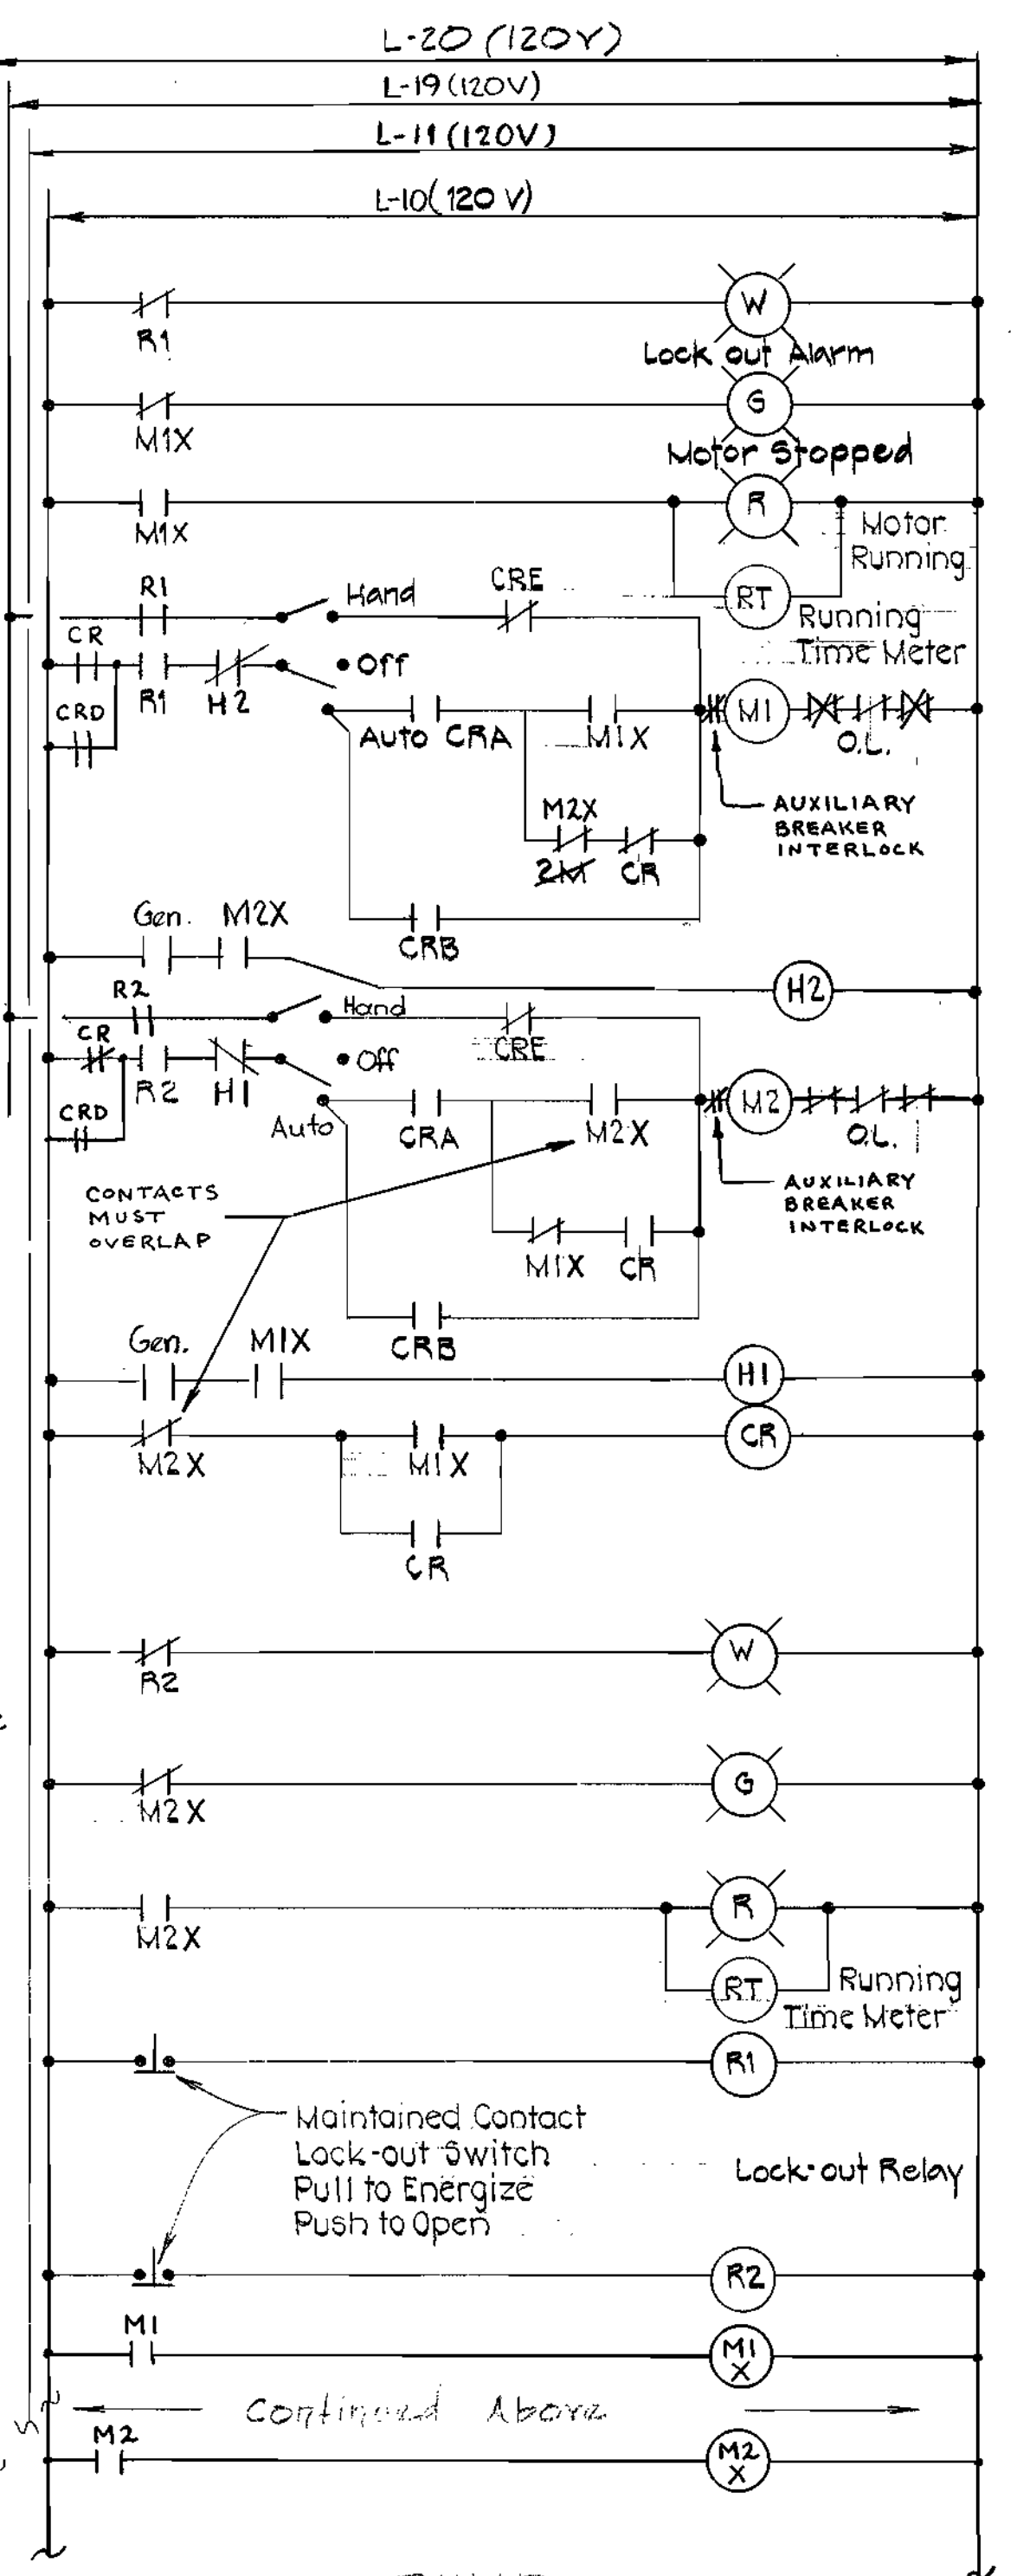 L-20 (120V)
L-19 (120V)
L-11 (120V)
L-10 (120 V)
W
R1
Lock out Alarm
G
M1X
Motor Stopped
R
M1X
Motor
Running
RT
Running
Time Meter
R1
Hand
CRE
CR
Off
R1
H2
CRD
Auto
CRA
M1X
M1
O.L.
AUXILIARY
BREAKER
INTERLOCK
M2X
2M
CR
CRB
Gen.
M2X
H2
R2
Hand
CRE
CR
Off
R2
H1
CRD
Auto
CRA
M2X
M2
O.L.
AUXILIARY
BREAKER
INTERLOCK
CONTACTS
MUST
OVERLAP
M1X
CR
CRB
Gen.
M1X
H1
M2X
M1X
CR
CR
W
R2
G
M2X
R
M2X
RT
Running
Time Meter
R1
Maintained Contact
Lock-out Switch
Pull to Energize
Push to Open
Lock-out Relay
R2
M1
M1
X
Continued Above
M2
M2
X